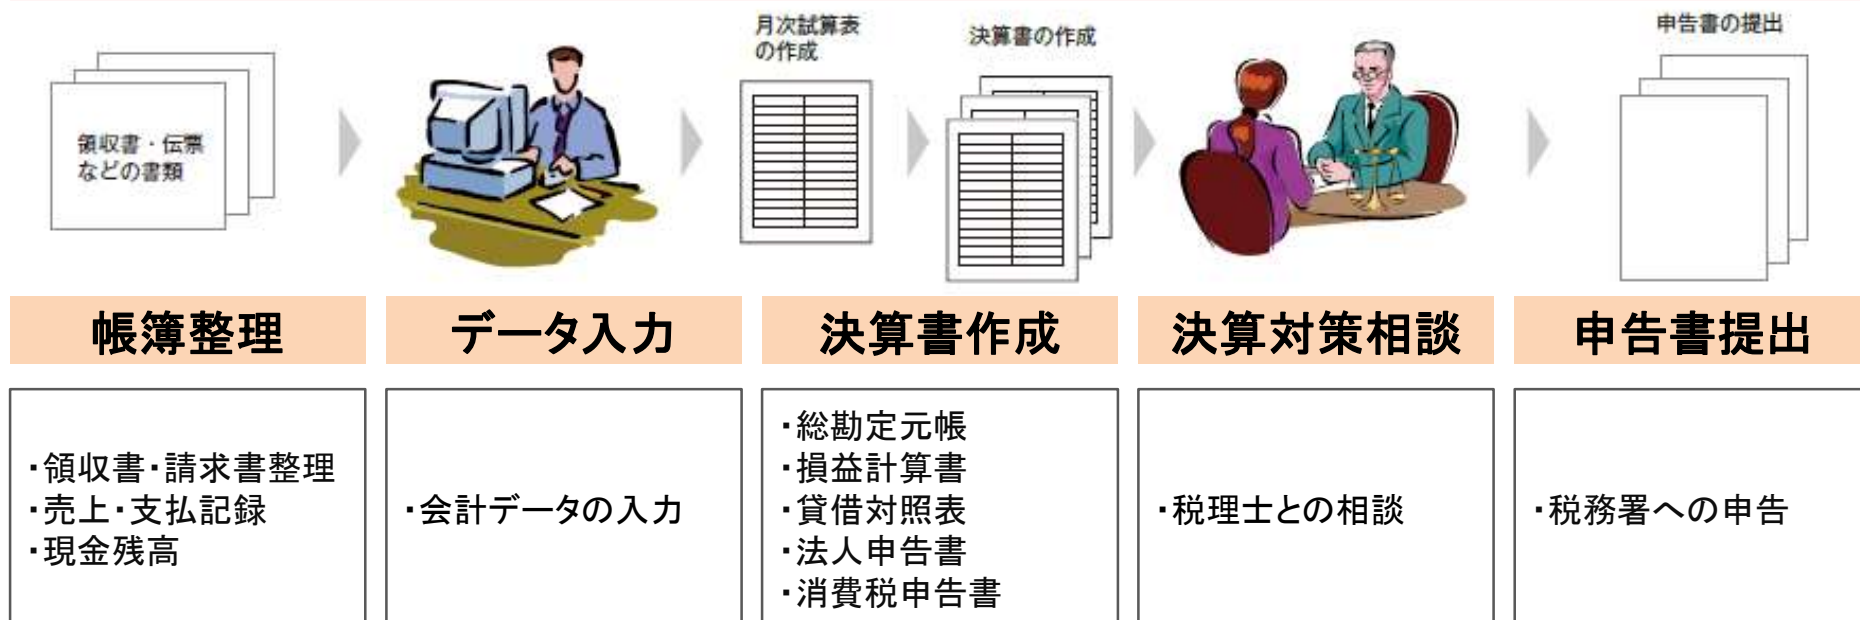 月次試算表
の作成
決算書の作成
申告書の提出
領収書・伝票
などの書類
帳簿整理
データ入力
決算書作成
決算対策相談
申告書提出
・領収書・請求書整理
・売上・支払記録
・現金残高
・会計データの入力
・総勘定元帳
・損益計算書
・貸借対照表
・法人申告書
・消費税申告書
・税理士との相談
・税務署への申告